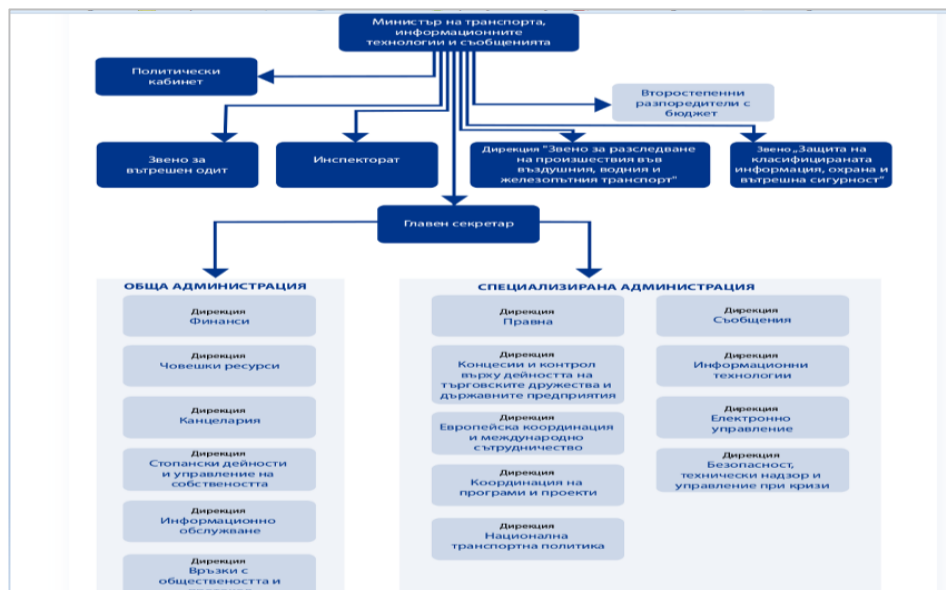 Министър на транспорта,
информационните
технологии и съобщенията
Политически
кабинет
Второстепенни
разпоредители с
бюджет
Звено за
вътрешен одит
Инспекторат
Дирекция "Звено за разследване
на произшествия във
въздушния, водния и
железопътния транспорт"
Звено „Защита на
класифицираната
информация, охрана и
вътрешна сигурност"
Главен секретар
ОБЩА АДМИНИСТРАЦИЯ
Дирекция
Финанси
Дирекция
Човешки ресурси
Дирекция
Канцелария
Дирекция
Стопански дейности
и управление на
собствеността
Дирекция
Информационно
обслужване
Дирекция
Връзки с
обществеността и
СПЕЦИАЛИЗИРАНА АДМИНИСТРАЦИЯ
Дирекция
Правна
Дирекция
Концесии и контрол
върху дейността на
търговските дружества и
държавните предприятия
Дирекция
Европейска координация
и международно
сътрудничество
Дирекция
Координация на
програми и проекти
Дирекция
Национална
транспортна политика
Дирекция
Съобщения
Дирекция
Информационни
технологии
Дирекция
Електронно
управление
Дирекция
Безопасност,
технически надзор и
управление при кризи